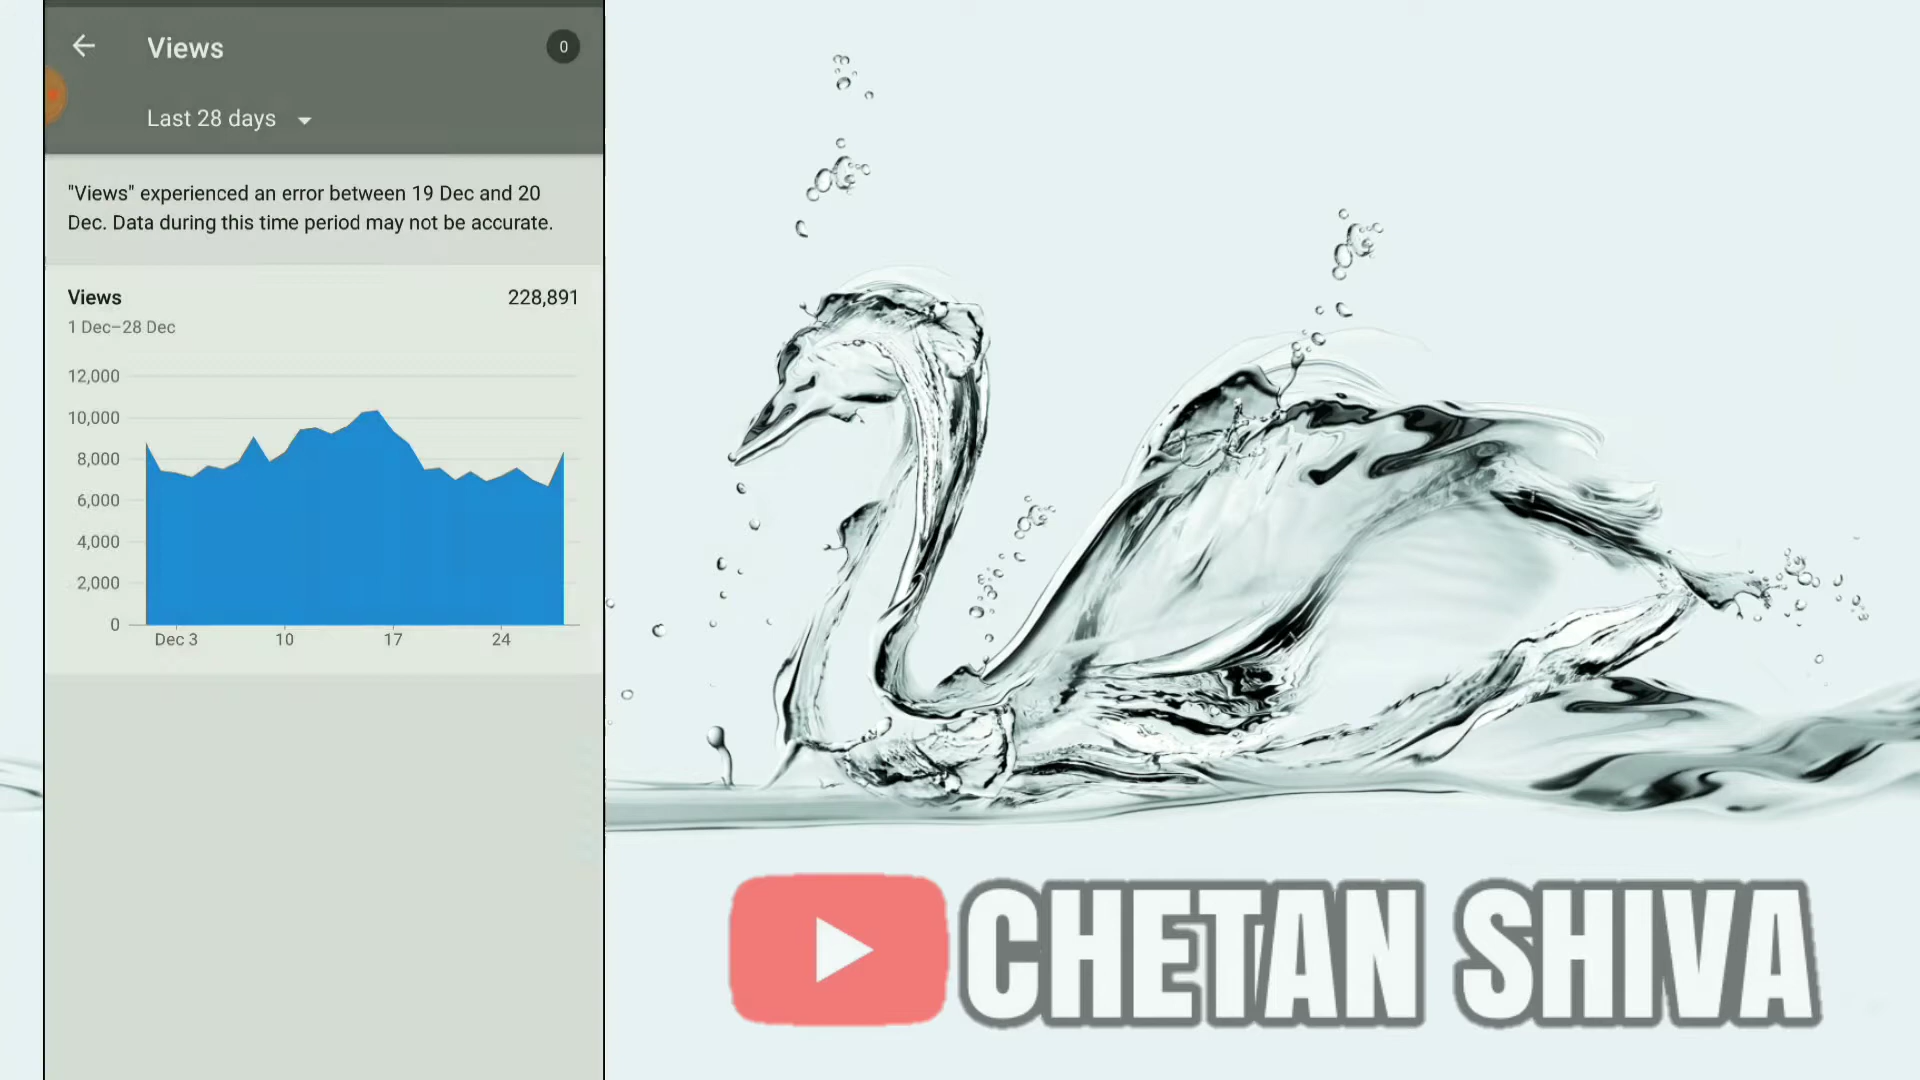 Views
0
Last 28 days
"Views" experienced an error between 19 Dec and 20
Dec. Data during this time period may not be accurate.
Views 228,891
1 Dec–28 Dec
12,000
10,000
8,000
6,000
4,000
2,000
0
Dec 3 10 17 24
CHETAN SHIVA